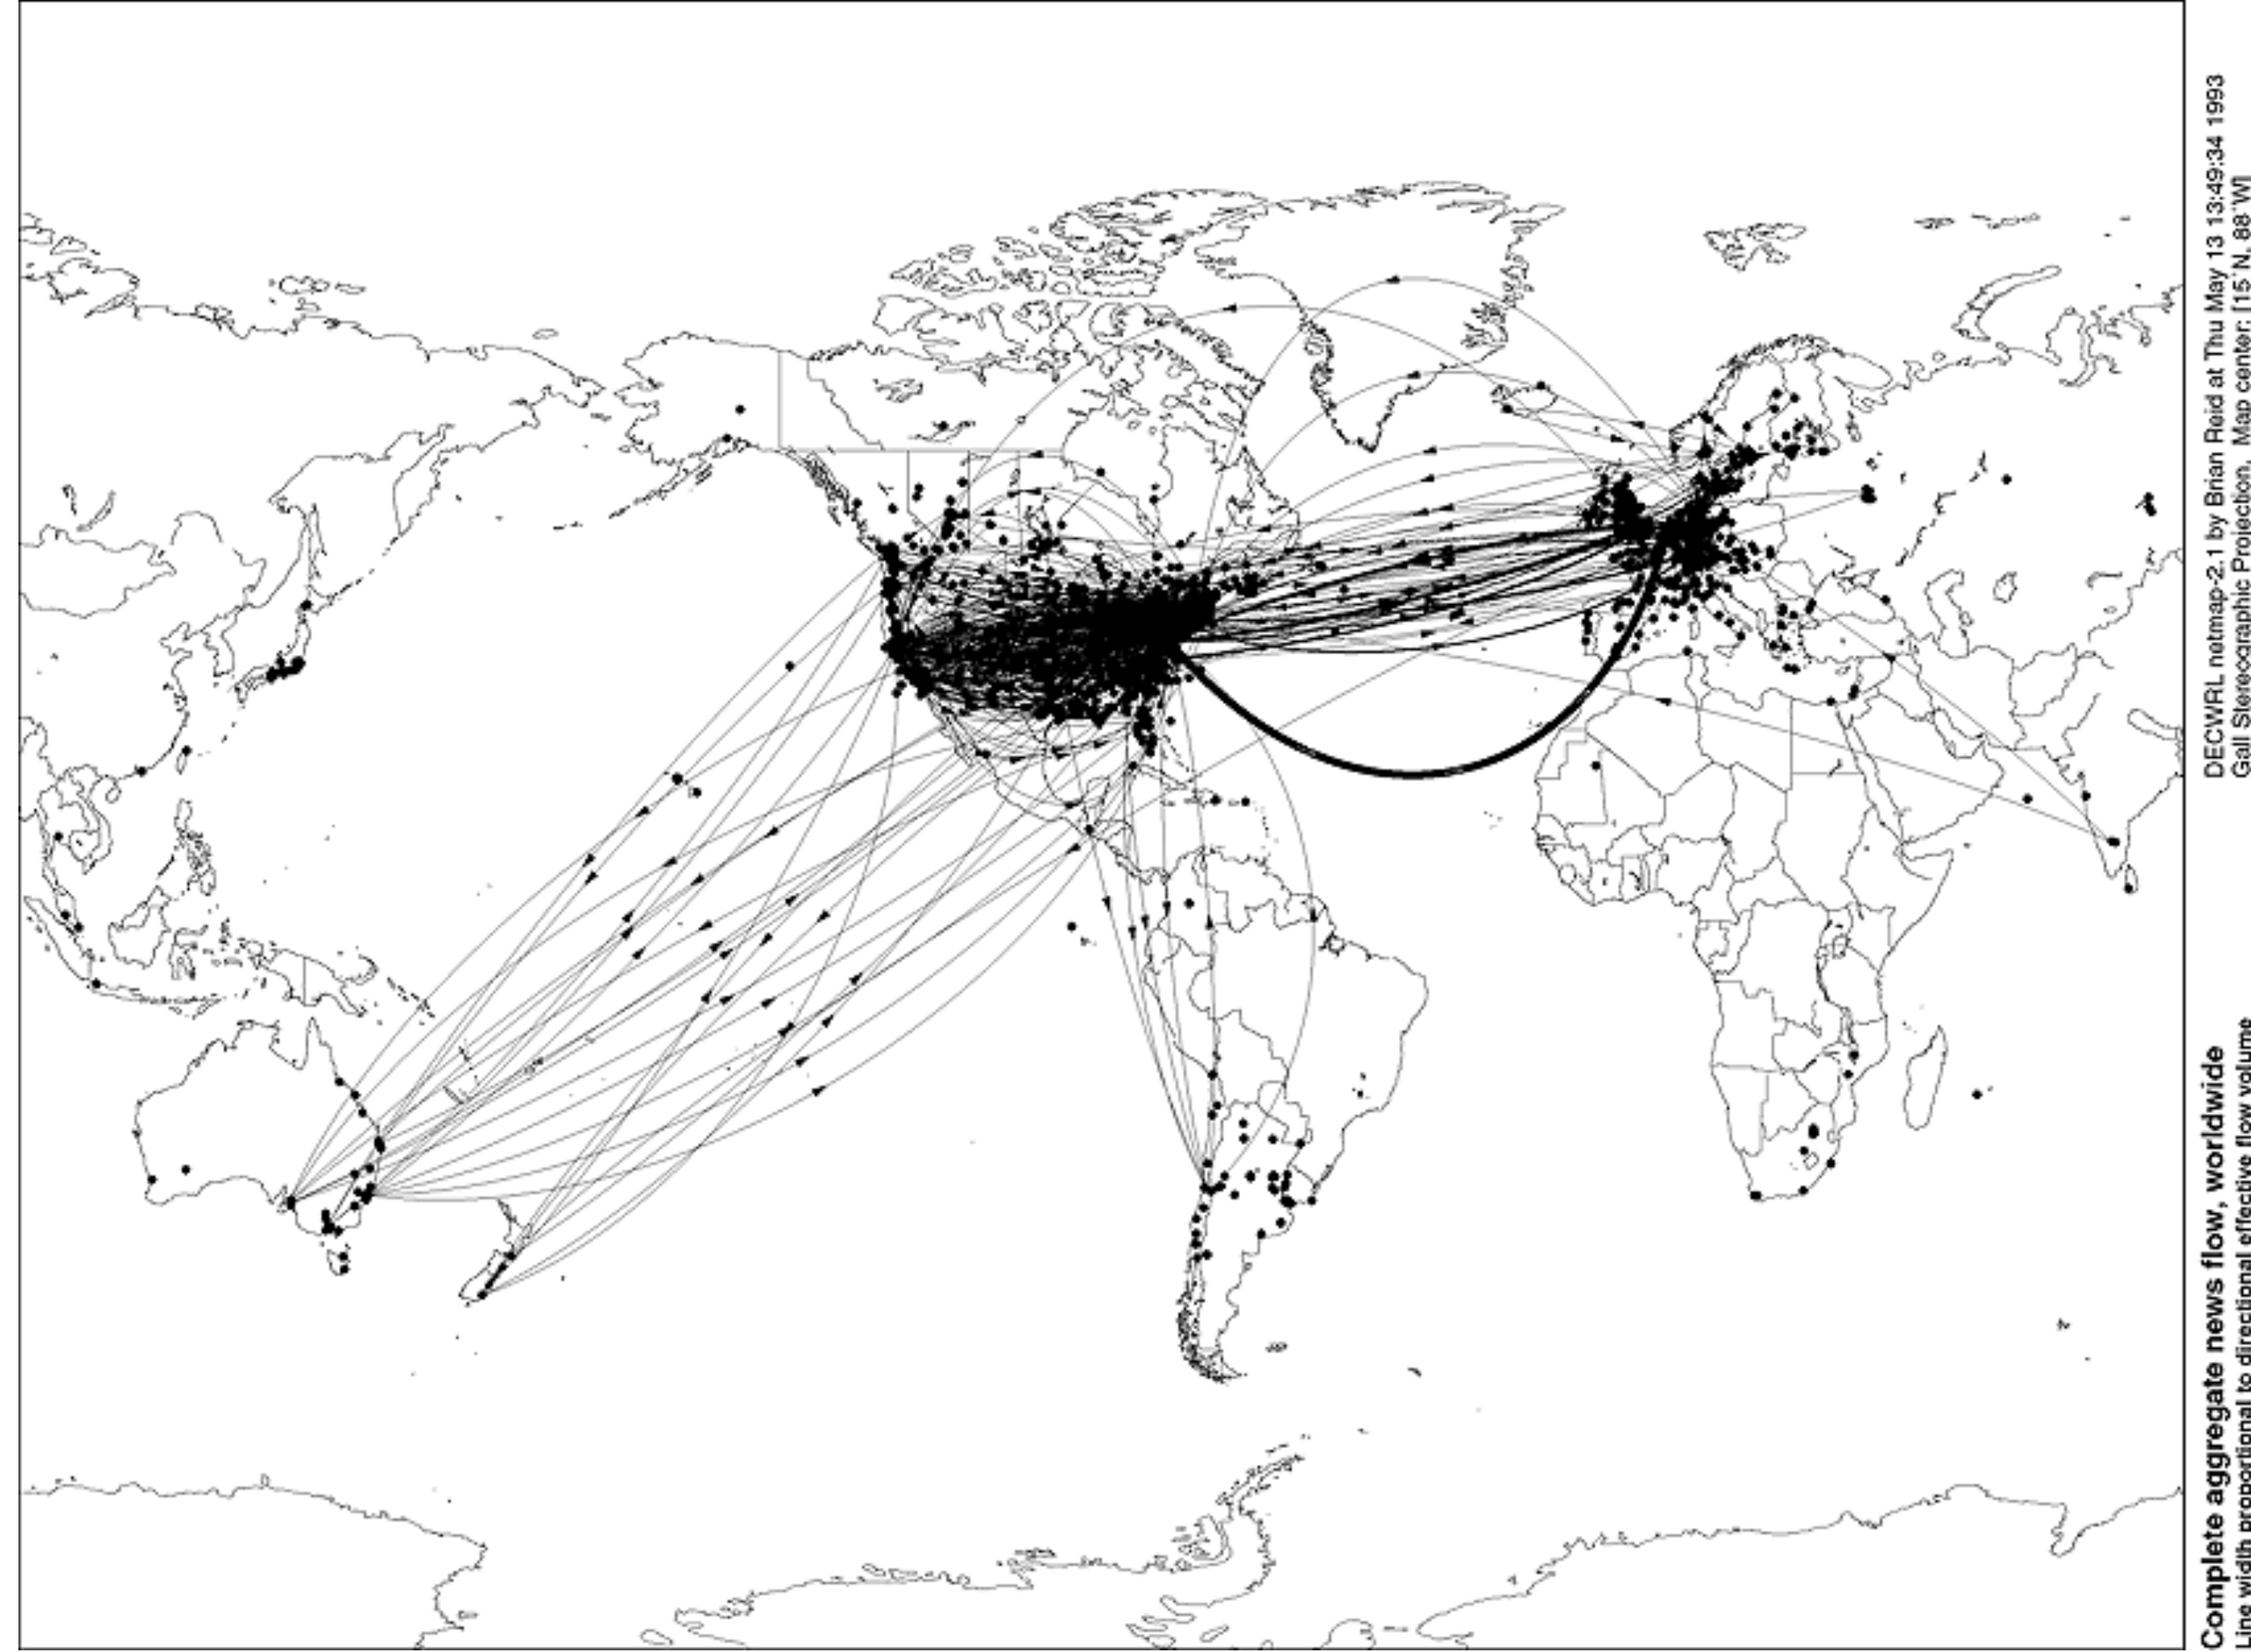 Complete aggregate news flow, worldwide
Line width proportional to directional effective flow volume
DECWRL netmap-2.1 by Brian Reid at Thu May 13 13:49:34 1993
Gall Stereographic Projection, Map center: [15°N, 88°W]